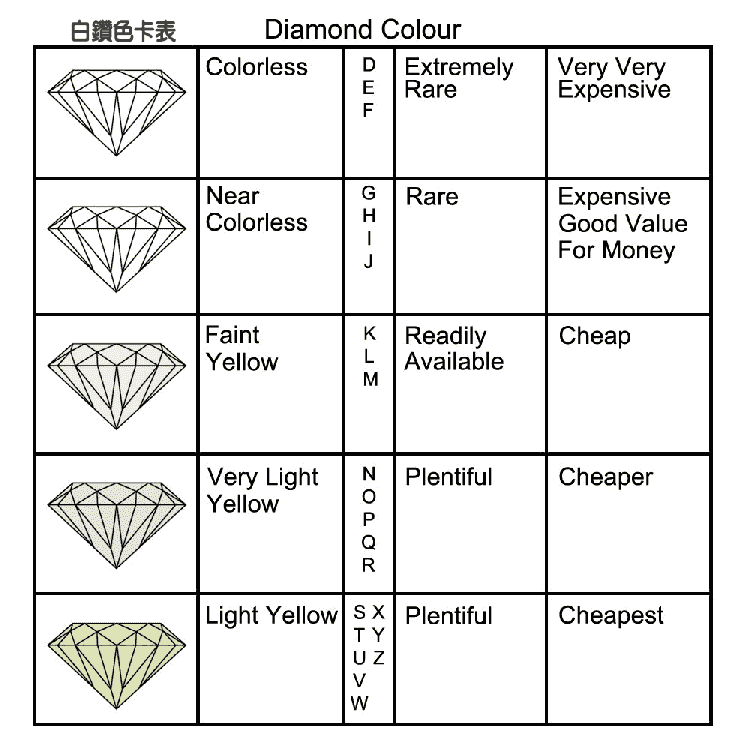 白鑽色卡表 Diamond Colour
Colorless
D
E
F
Extremely
Rare
Very Very
Expensive
Near
Colorless
G
H
I
J
Rare
Expensive
Good Value
For Money
Faint
Yellow
K
L
M
Readily
Available
Cheap
Very Light
Yellow
N
O
P
Q
R
Plentiful
Cheaper
Light Yellow
S X
T Y
U Z
V
W
Plentiful
Cheapest